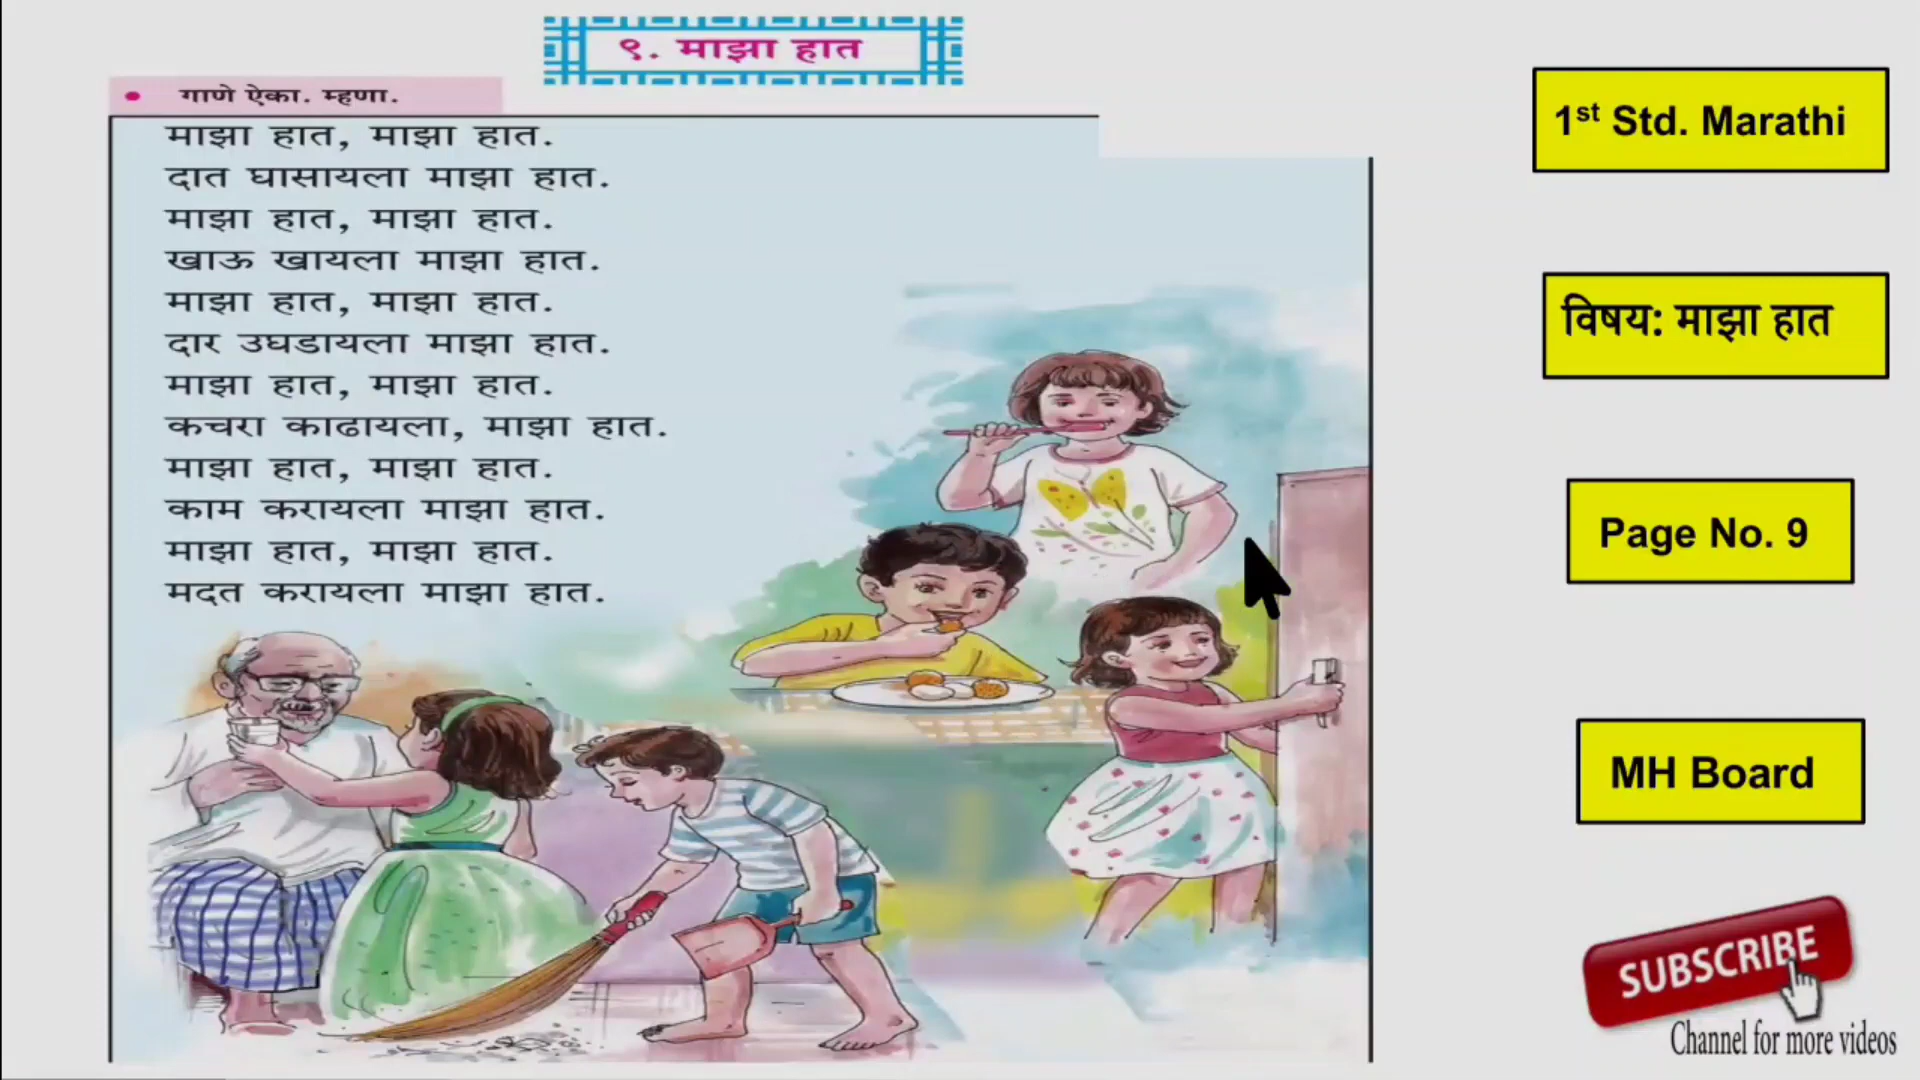 ९. माझा हात
• गाणे ऐका. म्हणा.
माझा हात, माझा हात.
दात घासायला माझा हात.
माझा हात, माझा हात.
खाऊ खायला माझा हात.
माझा हात, माझा हात.
दार उघडायला माझा हात.
माझा हात, माझा हात.
कचरा काढायला, माझा हात.
माझा हात, माझा हात.
काम करायला माझा हात.
माझा हात, माझा हात.
मदत करायला माझा हात.
1st Std. Marathi
विषय: माझा हात
Page No. 9
MH Board
SUBSCRIBE
Channel for more videos